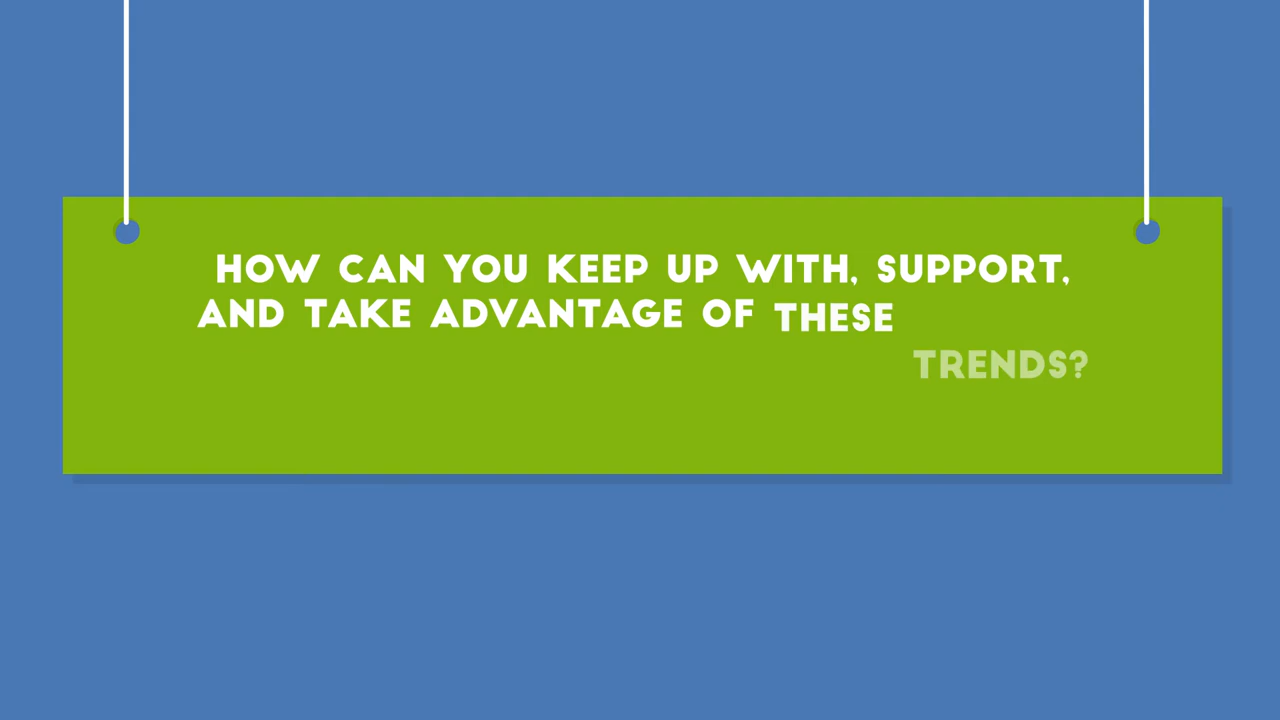 HOW CAN YOU KEEP UP WITH, SUPPORT,
AND TAKE ADVANTAGE OF THESE
TRENDS?